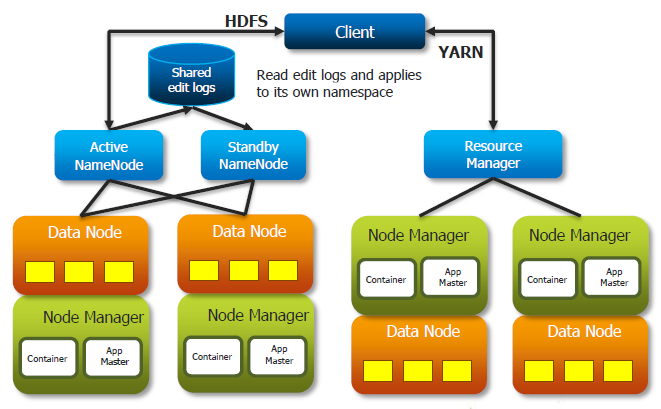 HDFS
Client
YARN
Shared
edit logs
Read edit logs and applies
to its own namespace
Active
NameNode
Standby
NameNode
Resource
Manager
Data Node
Data Node
Node Manager
Container
App
Master
Node Manager
Container
App
Master
Node Manager
Container
App
Master
Node Manager
Container
App
Master
Data Node
Data Node